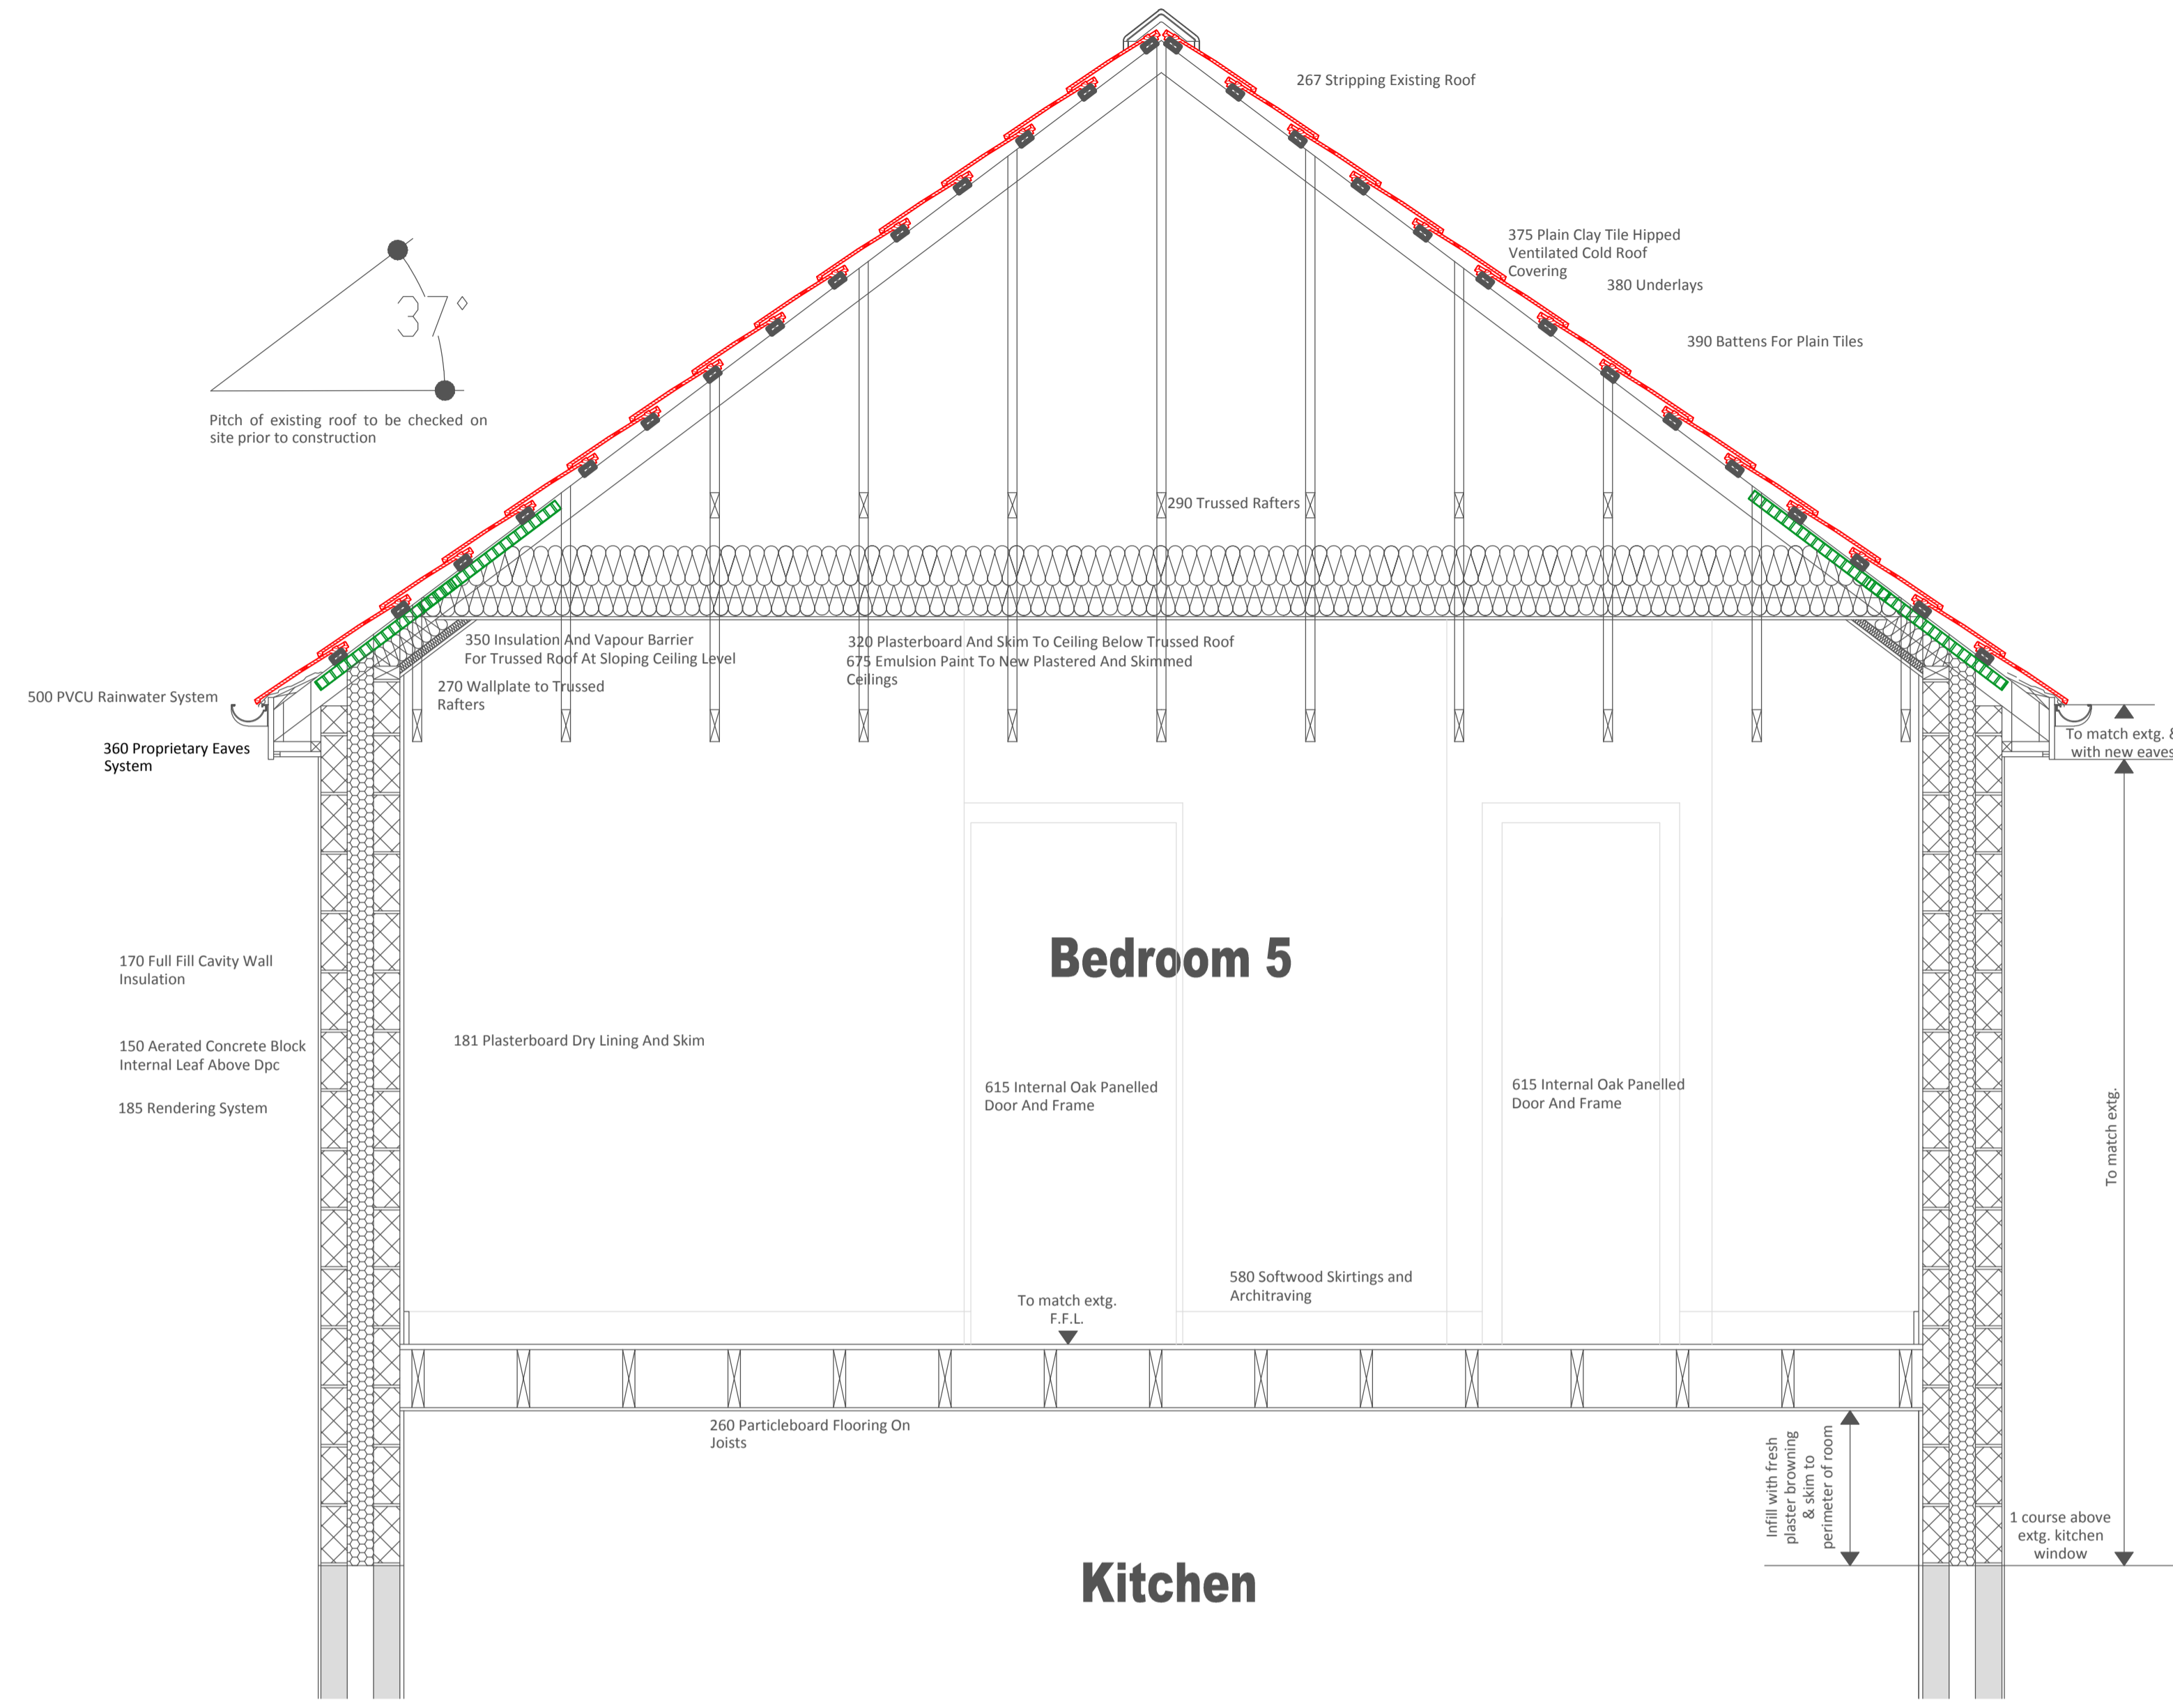 267 Stripping Existing Roof
375 Plain Clay Tile Hipped
Ventilated Cold Roof
Covering
380 Underlays
390 Battens For Plain Tiles
37°
Pitch of existing roof to be checked on
site prior to construction
290 Trussed Rafters
350 Insulation And Vapour Barrier
For Trussed Roof At Sloping Ceiling Level
320 Plasterboard And Skim To Ceiling Below Trussed Roof
675 Emulsion Paint To New Plastered And Skimmed
Ceilings
270 Wallplate to Trussed
Rafters
500 PVCU Rainwater System
360 Proprietary Eaves
System
To match extg. &
with new eaves
170 Full Fill Cavity Wall
Insulation
Bedroom 5
150 Aerated Concrete Block
Internal Leaf Above Dpc
181 Plasterboard Dry Lining And Skim
185 Rendering System
615 Internal Oak Panelled
Door And Frame
615 Internal Oak Panelled
Door And Frame
To match extg.
580 Softwood Skirtings and
Architraving
To match extg.
F.F.L.
260 Particleboard Flooring On
Joists
Infill with fresh
plaster browning
& skim to
perimeter of room
1 course above
extg. kitchen
window
Kitchen